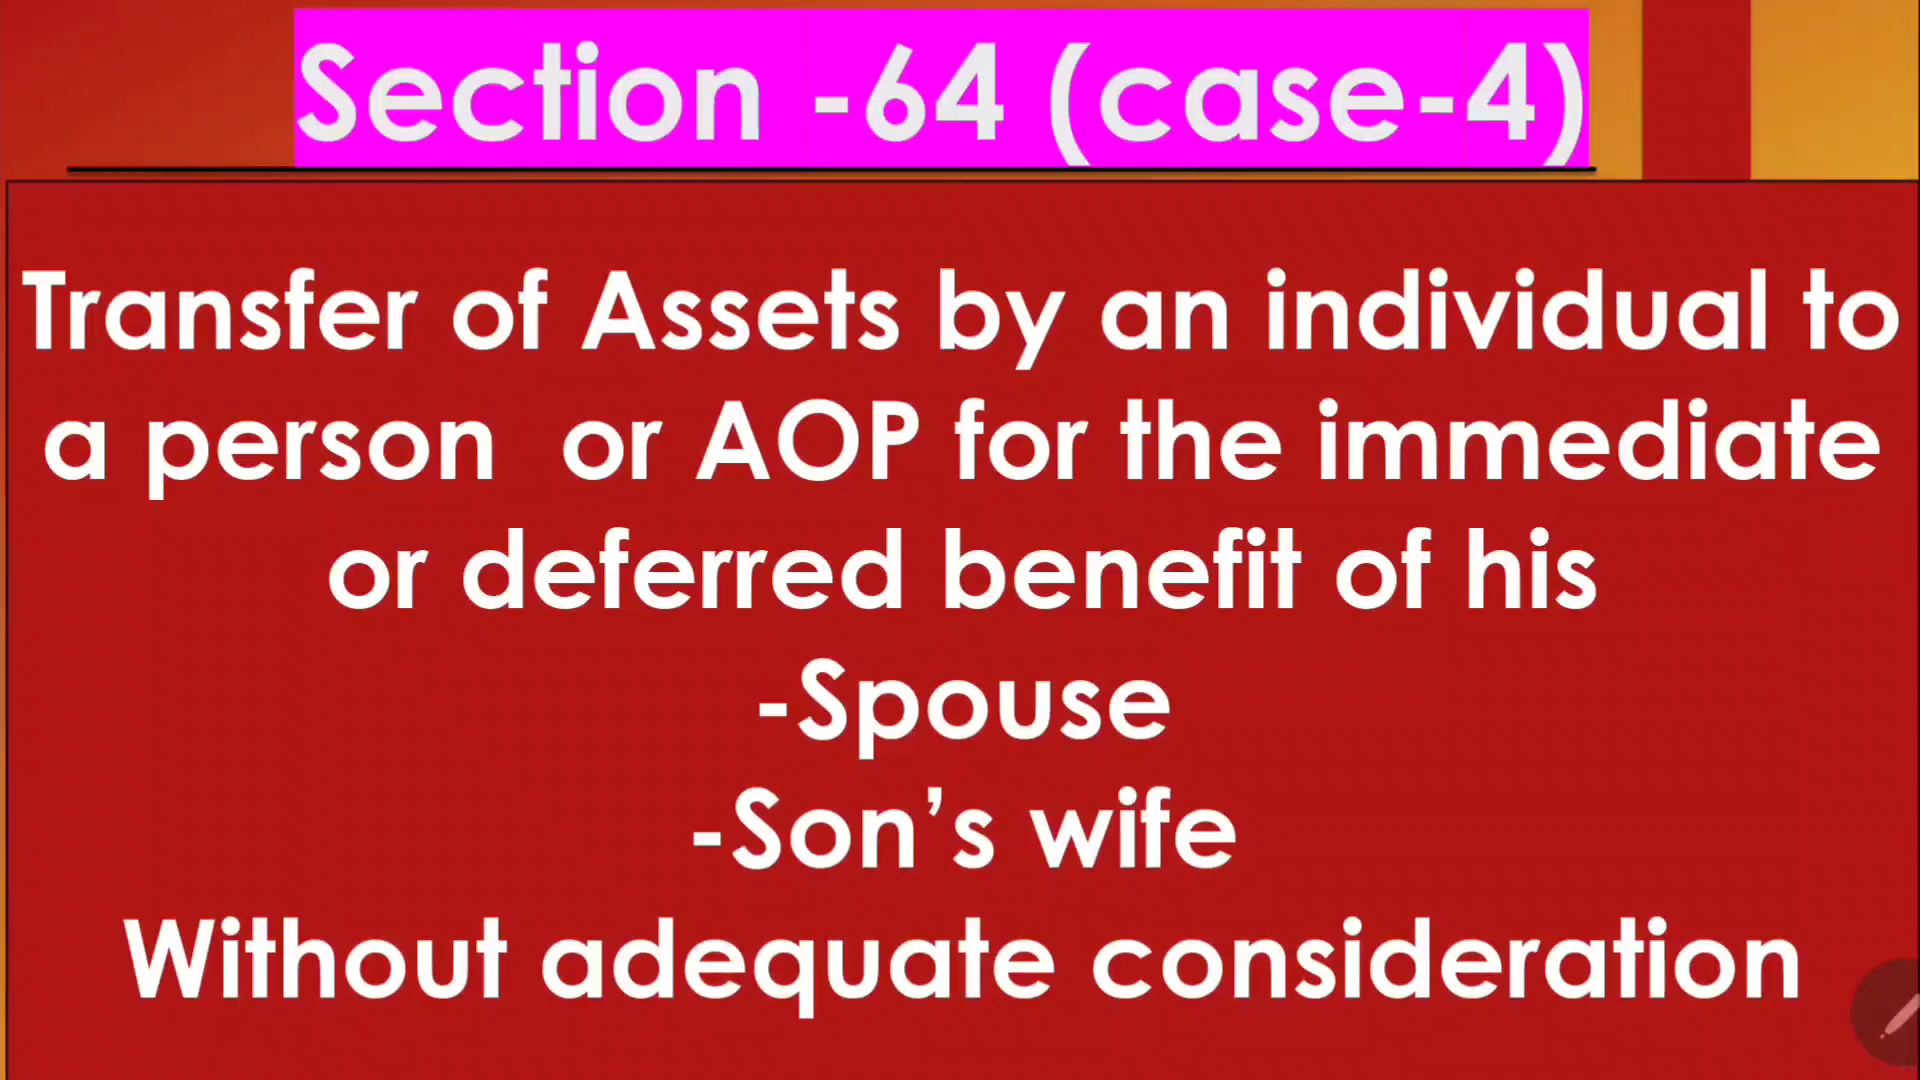 Section -64 (case-4)
Transfer of Assets by an individual to
a person or AOP for the immediate
or deferred benefit of his
-Spouse
-Son’s wife
Without adequate consideration